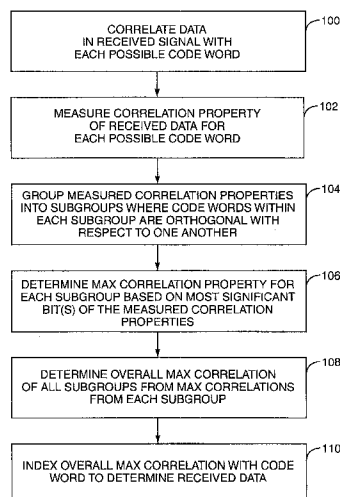 CORRELATE DATA
IN RECEIVED SIGNAL WITH
EACH POSSIBLE CODE WORD
100
MEASURE CORRELATION PROPERTY
OF RECEIVED DATA FOR
EACH POSSIBLE CODE WORD
102
GROUP MEASURED CORRELATION PROPERTIES
INTO SUBGROUPS WHERE CODE WORDS WITHIN
EACH SUBGROUP ARE ORTHOGONAL WITH
RESPECT TO ONE ANOTHER
104
DETERMINE MAX CORRELATION PROPERTY FOR
EACH SUBGROUP BASED ON MOST SIGNIFICANT
BIT(S) OF THE MEASURED CORRELATION
PROPERTIES
106
DETERMINE OVERALL MAX CORRELATION
OF ALL SUBGROUPS FROM MAX CORRELATIONS
FROM EACH SUBGROUP
108
INDEX OVERALL MAX CORRELATION WITH CODE
WORD TO DETERMINE RECEIVED DATA
110